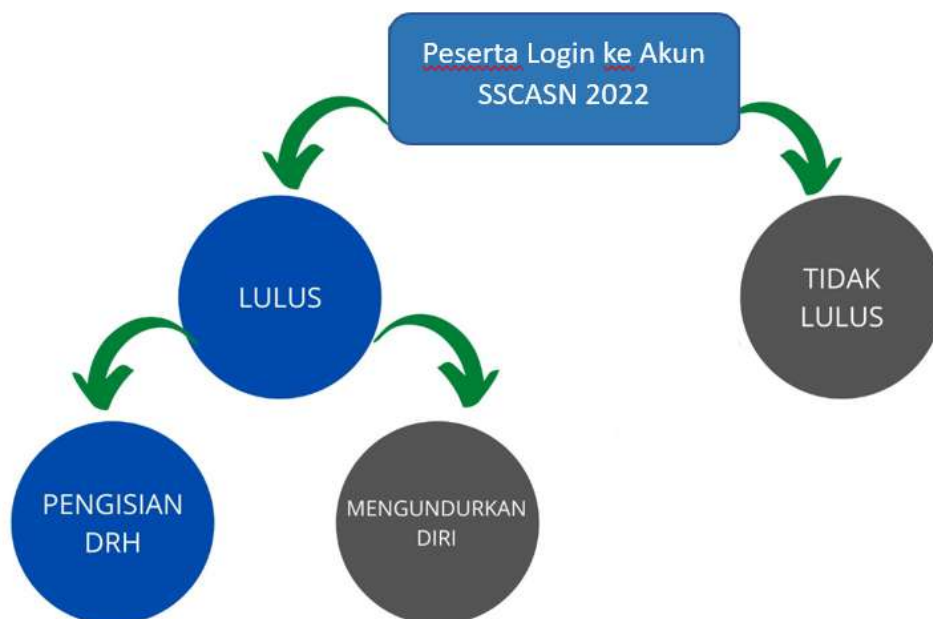 Peserta Login ke Akun
SSCASN 2022
LULUS
TIDAK
LULUS
PENGISIAN
DRH
MENGUNDURKAN
DIRI